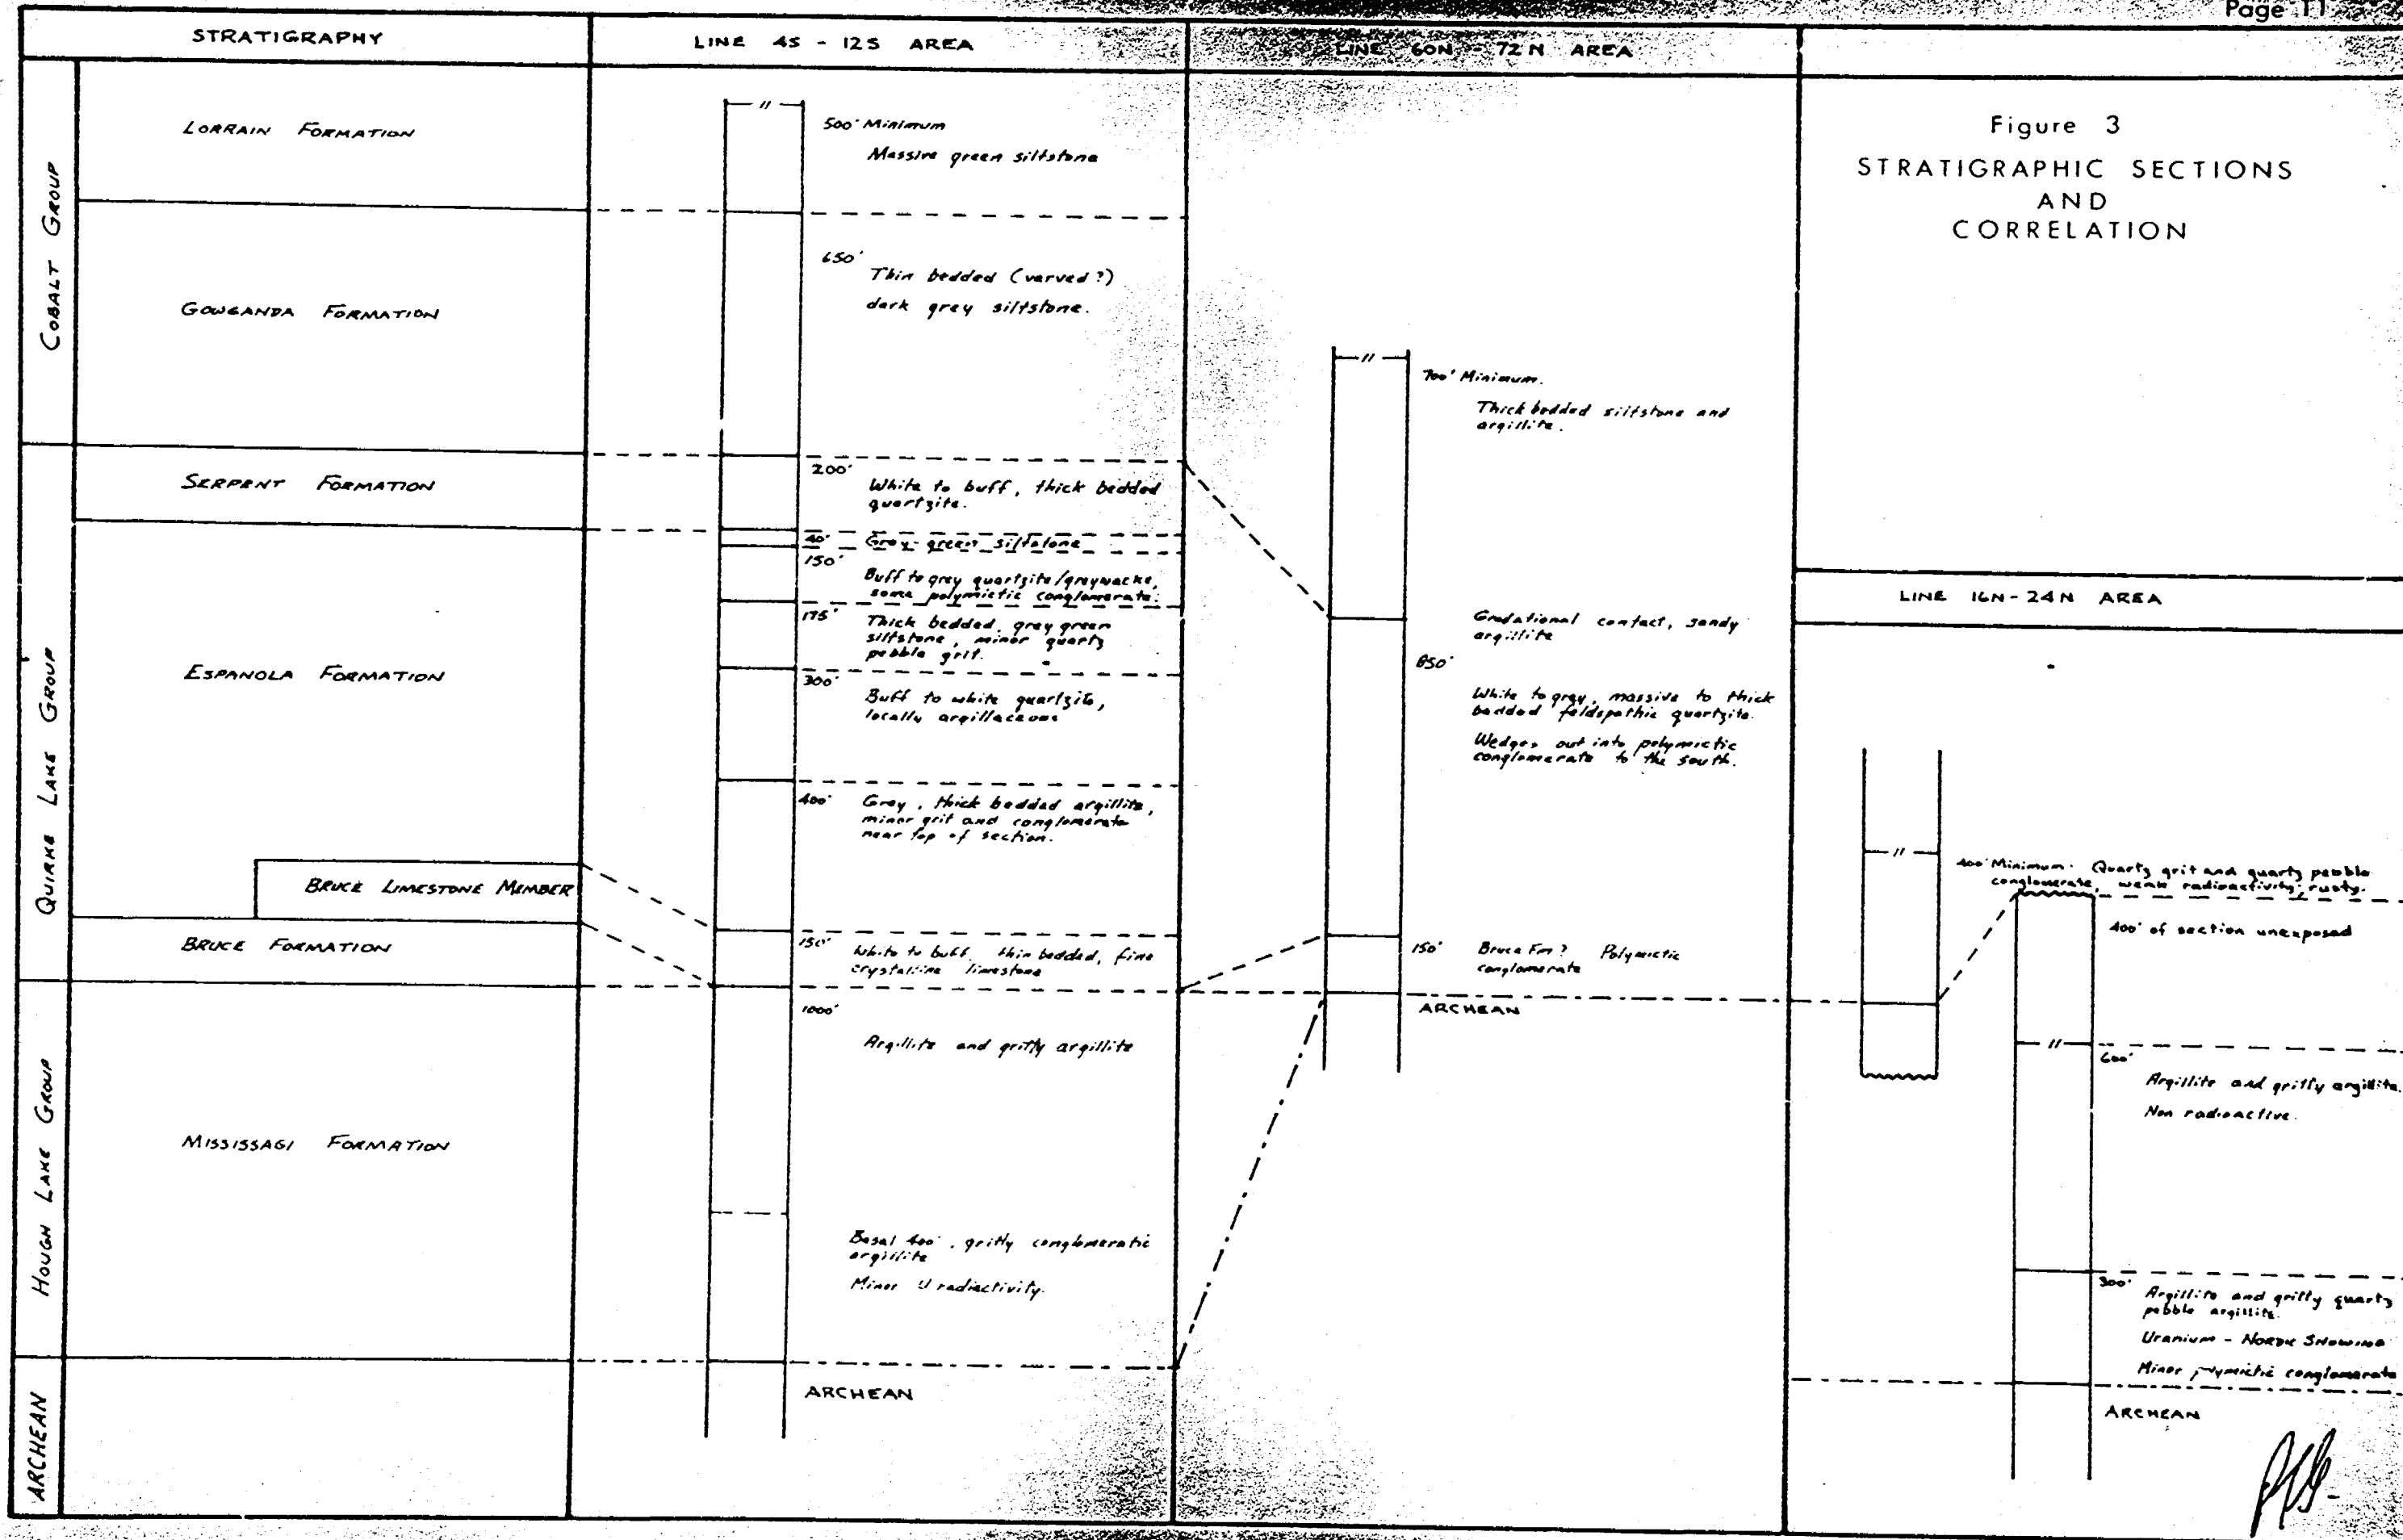 Page 11
STRATIGRAPHY
LINE 4S - 12S AREA
LINE 60N - 72N AREA
COBALT GROUP
QUIRKE LAKE GROUP
HOUGH LAKE GROUP
ARCHEAN
LORRAIN FORMATION
GOWGANDA FORMATION
SERPENT FORMATION
ESPANOLA FORMATION
BRUCE LIMESTONE MEMBER
BRUCE FORMATION
MISSISSAGI FORMATION
500' Minimum
Massive green siltstone
650'
Thin bedded (varved?)
dark grey siltstone.
200'
White to buff, thick bedded
quartzite.
40' Grey-green siltstone
150'
Buff to grey quartzite/greywacke,
some polymictic conglomerate.
175'
Thick bedded, grey green
siltstone, minor quartz
pebble grit.
300'
Buff to white quartzite,
locally argillaceous
400' Grey, thick bedded argillite,
minor grit and conglomerate
near top of section.
150'
White to buff, thin bedded, fine
crystalline limestone
1000'
Argillite and gritty argillite
Basal 400', gritty conglomeratic
argillite
Minor U radiactivity.
ARCHEAN
700' Minimum.
Thick bedded siltstone and
argillite.
Gradational contact, sandy
argillite
850'
White to grey, massive to thick
bedded feldspathic quartzite.
Wedges out into polymictic
conglomerate to the south.
150' Bruce Fm? Polymictic
conglomerate
ARCHEAN
Figure 3
STRATIGRAPHIC SECTIONS
AND
CORRELATION
LINE 16N - 24N AREA
400' Minimum. Quartz grit and quartz pebble
conglomerate, weak radioactivity; rusty.
400' of section unexposed
600'
Argillite and gritty argillite.
Non radioactive.
300'
Argillite and gritty quartz
pebble argillite.
Uranium - NORDIC SHOWING
Minor polymictic conglomerate
ARCHEAN